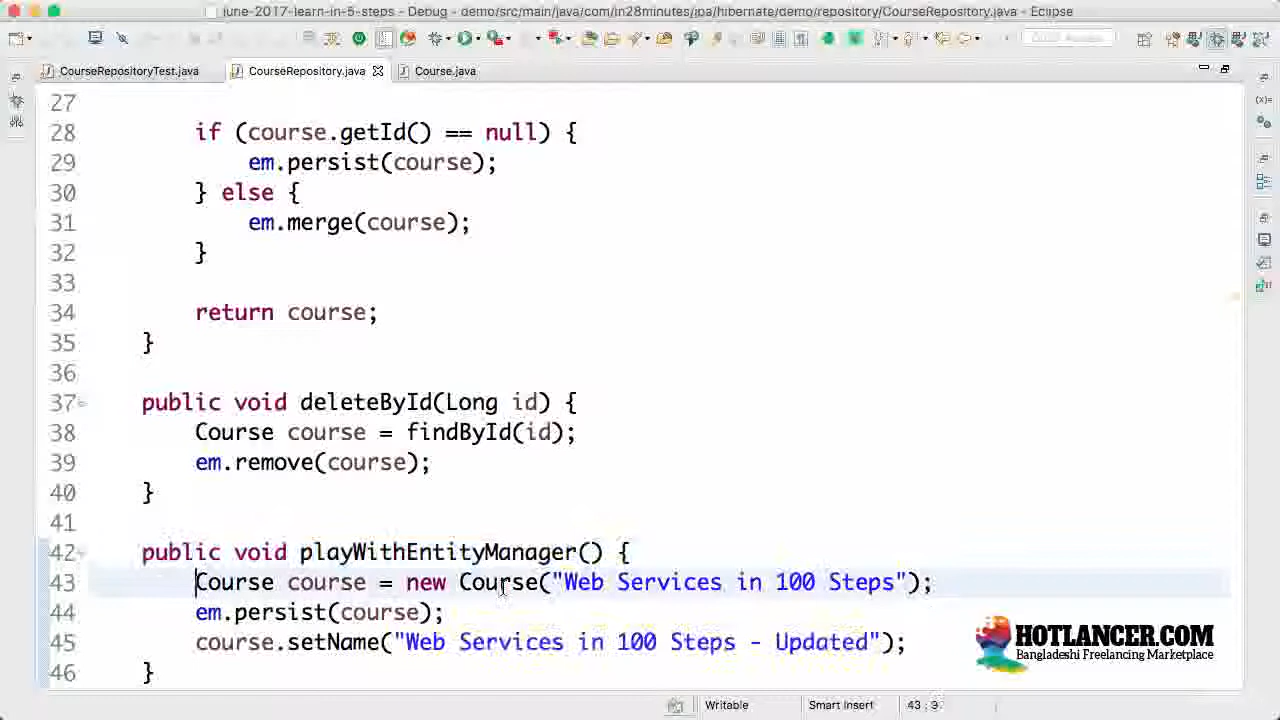 june-2017-learn-in-5-steps - Debug - demo/src/main/java/com/in28minutes/jpa/hibernate/demo/repository/CourseRepository.java - Eclipse
Quick Access
CourseRepositoryTest.java
CourseRepository.java
Course.java
27
28 if (course.getId() == null) {
29 em.persist(course);
30 } else {
31 em.merge(course);
32 }
33
34 return course;
35 }
36
37 public void deleteById(Long id) {
38 Course course = findById(id);
39 em.remove(course);
40 }
41
42 public void playWithEntityManager() {
43 Course course = new Course("Web Services in 100 Steps");
44 em.persist(course);
45 course.setName("Web Services in 100 Steps - Updated");
46 }
HOTLANCER.COM
Bangladeshi Freelancing Marketplace
Writable
Smart Insert
43 : 9